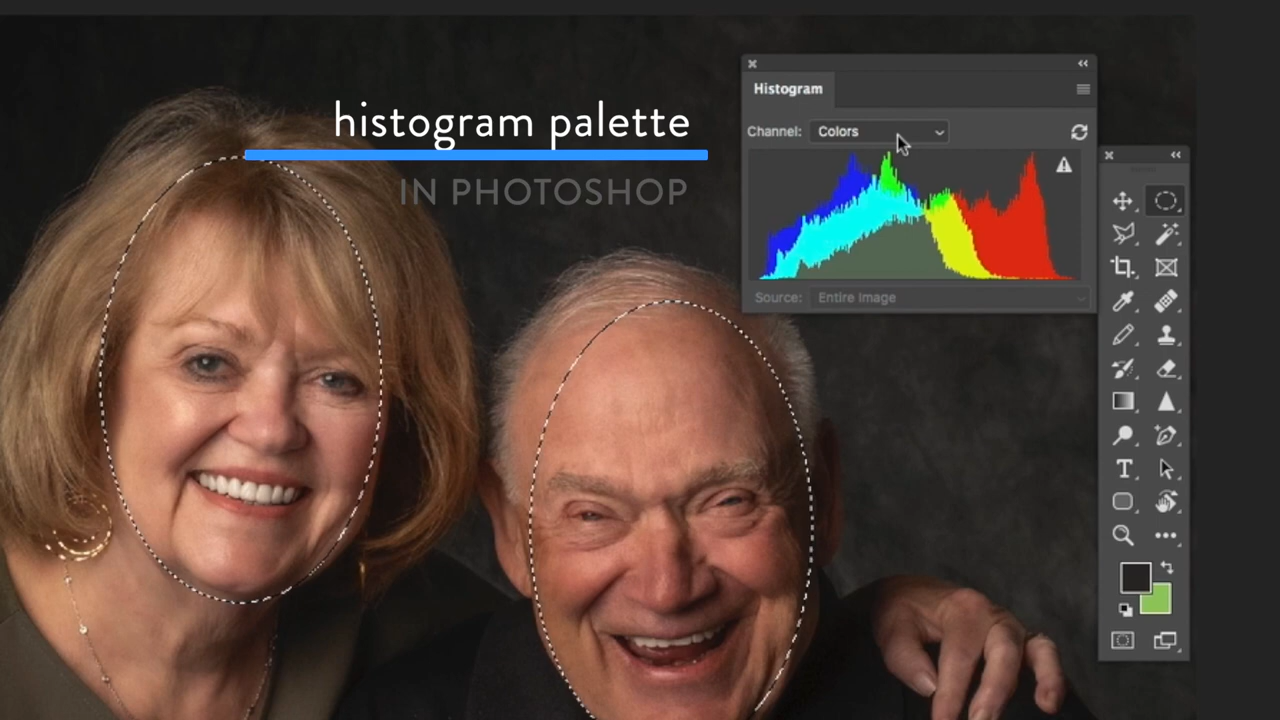 histogram palette
IN PHOTOSHOP
Histogram
Channel: Colors
Source: Entire Image
T